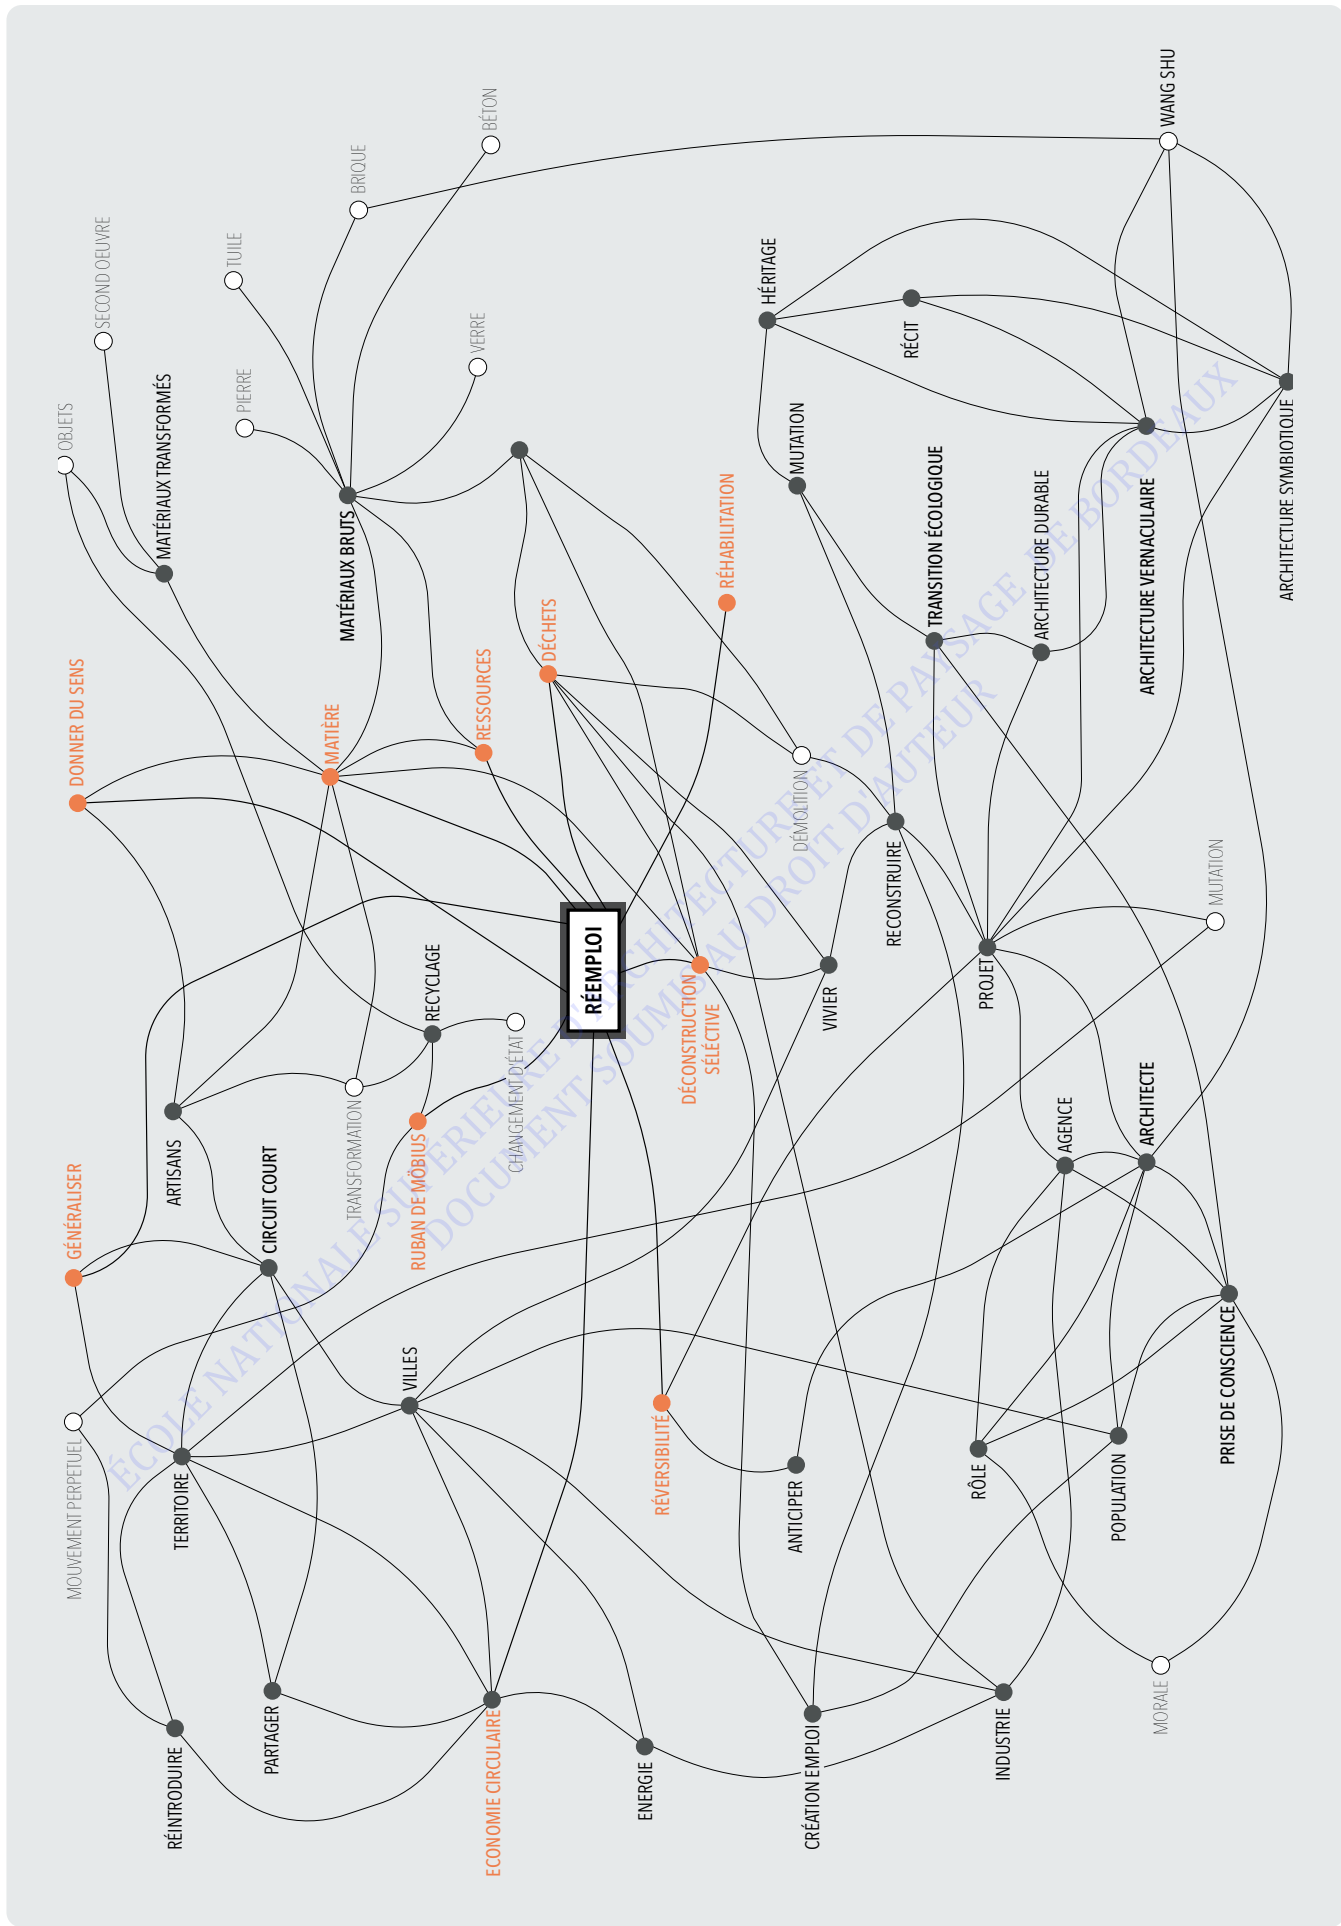 MOUVEMENT PERPETUEL
GÉNÉRALISER
DONNER DU SENS
OBJETS
SECOND OEUVRE
RÉINTRODUIRE
TERRITOIRE
ARTISANS
MATÉRIAUX TRANSFORMÉS
TUILE
PIERRE
PARTAGER
CIRCUIT COURT
MATIÈRE
MATÉRIAUX BRUTS
BRIQUE
TRANSFORMATION
VILLES
RUBAN DE MÖBIUS
RECYCLAGE
RESSOURCES
VERRE
BÉTON
ECONOMIE CIRCULAIRE
CHANGEMENT D'ÉTAT
DÉCHETS
RÉEMPLOI
ENERGIE
RÉVERSIBILITÉ
DÉCONSTRUCTION
SÉLÉCTIVE
RÉHABILITATION
HÉRITAGE
MUTATION
ANTICIPER
CRÉATION EMPLOI
DÉMOLITION
VIVIER
RECONSTRUIRE
RÉCIT
TRANSITION ÉCOLOGIQUE
INDUSTRIE
RÔLE
PROJET
ARCHITECTURE DURABLE
AGENCE
POPULATION
ARCHITECTE
ARCHITECTURE VERNACULAIRE
WANG SHU
MORALE
PRISE DE CONSCIENCE
MUTATION
ARCHITECTURE SYMBIOTIQUE
ÉCOLE NATIONALE SUPERIEURE D'ARCHITECTURE ET DE PAYSAGE DE BORDEAUX
DOCUMENT SOUMIS AU DROIT D'AUTEUR